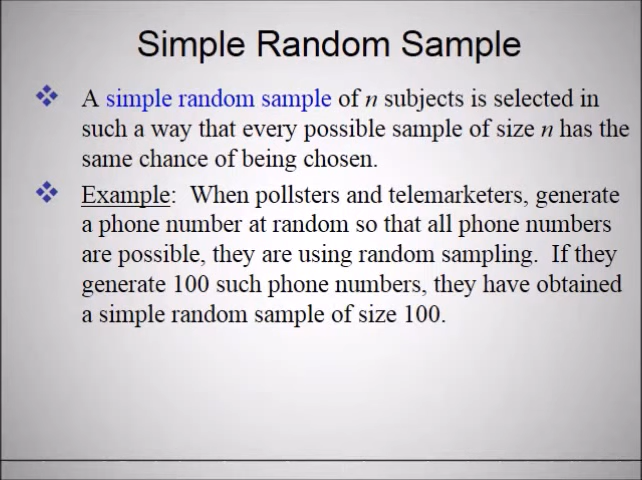 Simple Random Sample
A simple random sample of n subjects is selected in
such a way that every possible sample of size n has the
same chance of being chosen.
Example: When pollsters and telemarketers, generate
a phone number at random so that all phone numbers
are possible, they are using random sampling. If they
generate 100 such phone numbers, they have obtained
a simple random sample of size 100.